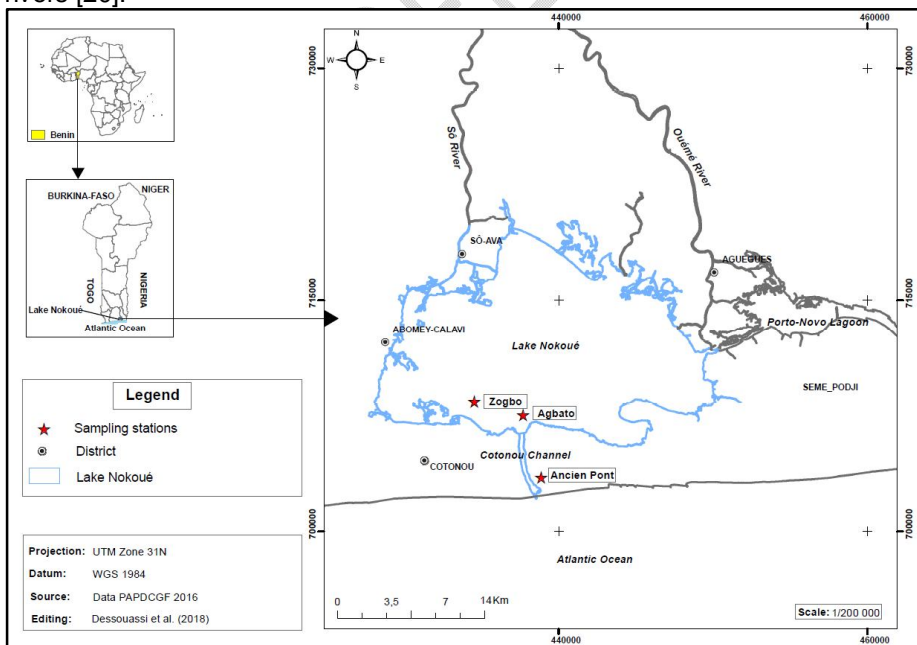 rivers [20].
440000
460000
N
W
E
S
730000
730000
Benin
Sô River
Ouémé River
NIGER
BURKINA-FASO
TOGO
NIGERIA
Lake Nokoué
Atlantic Ocean
SÔ-AVA
AGUEGUES
715000
715000
ABOMEY-CALAVI
Lake Nokoué
Porto-Novo Lagoon
SEME_PODJI
Legend
Sampling stations
District
Lake Nokoué
Zogbo
Agbato
Cotonou Channel
COTONOU
Ancien Pont
700000
700000
Atlantic Ocean
Projection: UTM Zone 31N
Datum: WGS 1984
Source: Data PAPDCGF 2016
Editing: Dessouassi et al. (2018)
0 3,5 7 14Km
Scale: 1/200 000
440000
460000